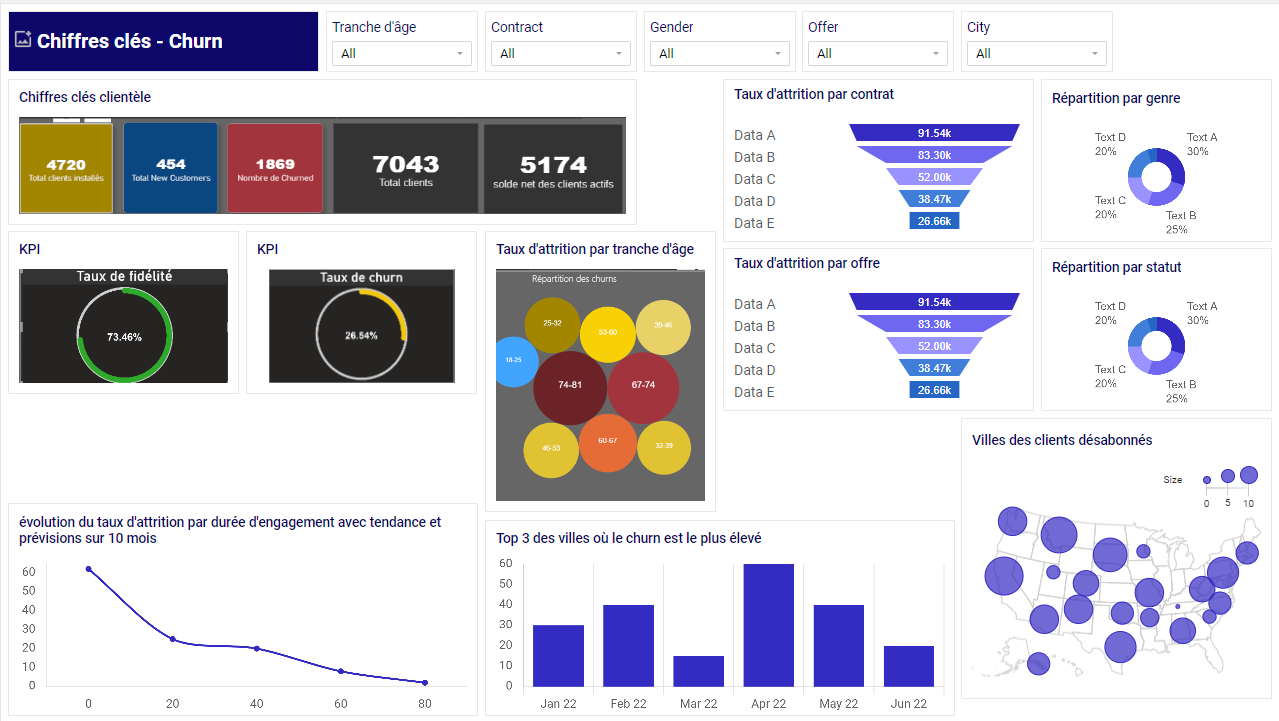 Chiffres clés - Churn
Tranche d'âge
All
Contract
All
Gender
All
Offer
All
City
All
Chiffres clés clientèle
4720
Total clients installés
454
Total New Customers
1869
Nombre de Churned
7043
Total clients
5174
solde net des clients actifs
Taux d'attrition par contrat
Data A
91.54k
Data B
83.30k
Data C
52.00k
Data D
38.47k
Data E
26.66k
Répartition par genre
Text D
20%
Text A
30%
Text C
20%
Text B
25%
KPI
Taux de fidélité
73.46%
KPI
Taux de churn
26.54%
Taux d'attrition par tranche d'âge
Répartition des churns
25-32
53-60
39-46
18-25
74-81
67-74
46-53
60-67
32-39
Taux d'attrition par offre
Data A
91.54k
Data B
83.30k
Data C
52.00k
Data D
38.47k
Data E
26.66k
Répartition par statut
Text D
20%
Text A
30%
Text C
20%
Text B
25%
Villes des clients désabonnés
Size
0 5 10
évolution du taux d'attrition par durée d'engagement avec tendance et
prévisions sur 10 mois
60
50
40
30
20
10
0
0 20 40 60 80
Top 3 des villes où le churn est le plus élevé
60
50
40
30
20
10
0
Jan 22 Feb 22 Mar 22 Apr 22 May 22 Jun 22